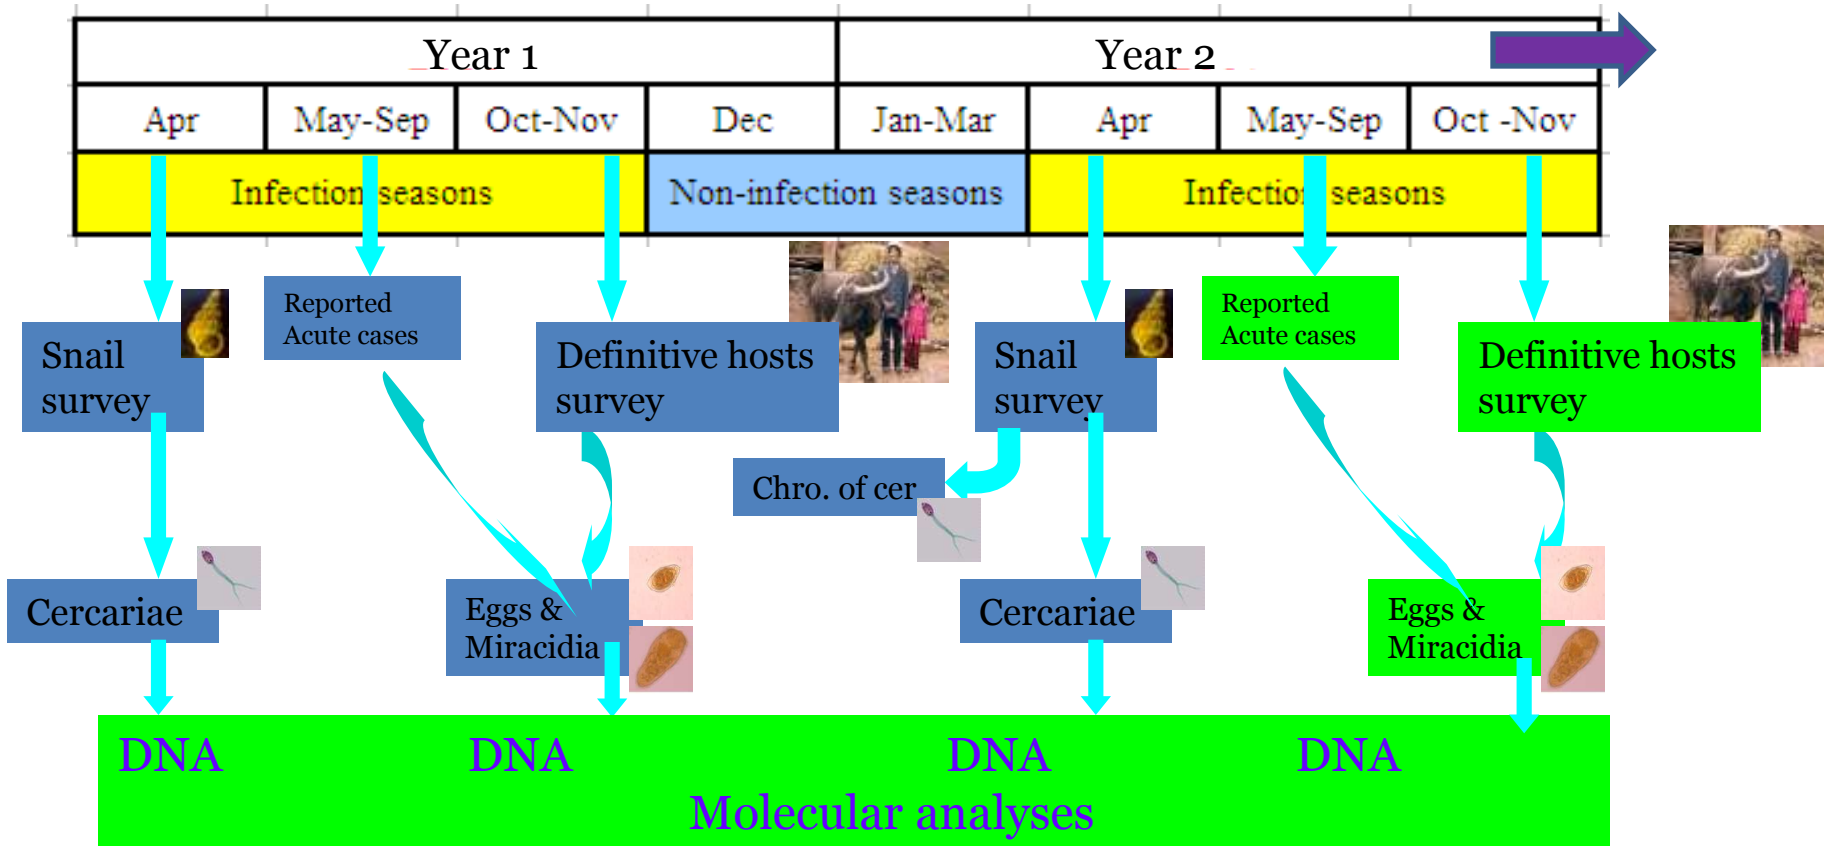 Year 1
Year 2
Apr
May-Sep
Oct-Nov
Dec
Jan-Mar
Apr
May-Sep
Oct -Nov
Infection seasons
Non-infection seasons
Infection seasons
Snail
survey
Reported
Acute cases
Definitive hosts
survey
Snail
survey
Reported
Acute cases
Definitive hosts
survey
Chro. of cer
Cercariae
Eggs &
Miracidia
Cercariae
Eggs &
Miracidia
DNA
DNA
DNA
DNA
Molecular analyses